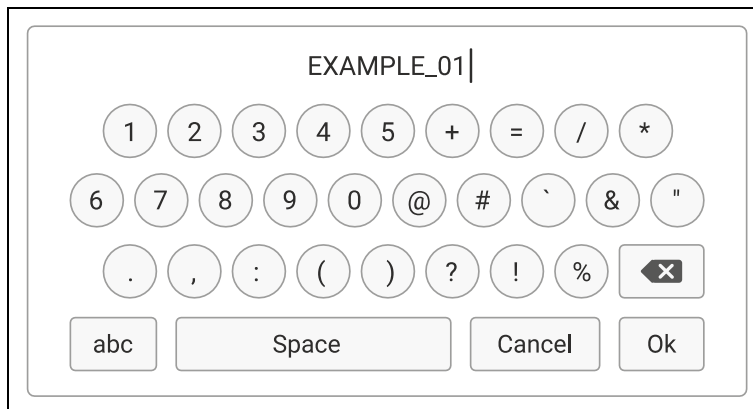 EXAMPLE_01
1 2 3 4 5 + = / *
6 7 8 9 0 @ # ` & "
. , : ( ) ? ! %
abc Space Cancel Ok